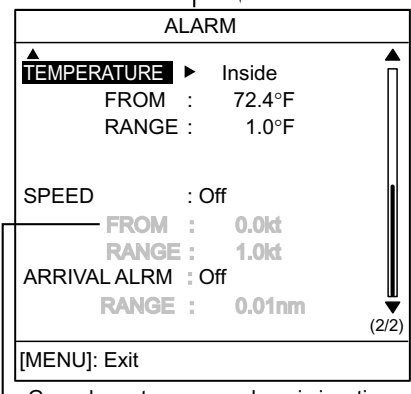 ALARM
TEMPERATURE ▶ Inside
FROM : 72.4°F
RANGE : 1.0°F
SPEED : Off
FROM : 0.0kt
RANGE : 1.0kt
ARRIVAL ALRM : Off
RANGE : 0.01nm
(2/2)
[MENU]: Exit